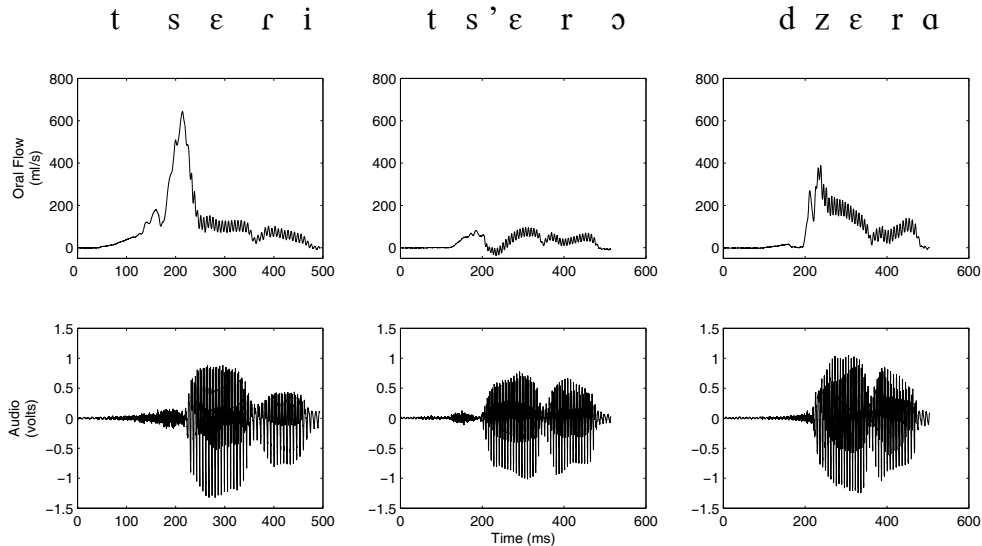 t s ɛ ɾ i t s ’ ɛ r ɔ d z ɛ r ɑ
800 800 800
600 600 600
400 400 400
200 200 200
0 0 0
Oral Flow
(ml/s)
0 100 200 300 400 500 0 200 400 600 0 200 400 600
1.5 1.5 1.5
1 1 1
0.5 0.5 0.5
0 0 0
−0.5 −0.5 −0.5
−1 −1 −1
−1.5 −1.5 −1.5
Audio
(volts)
0 100 200 300 400 500 0 200 400 600 0 200 400 600
Time (ms)